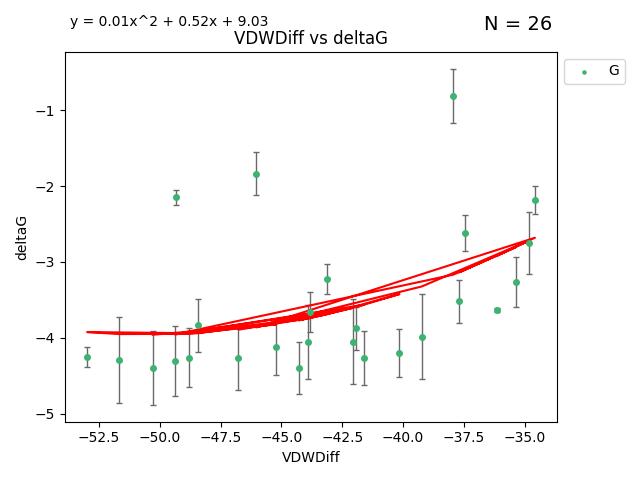 y = 0.01x^2 + 0.52x + 9.03
N = 26
VDWDiff vs deltaG
G
−1
−2
−3
−4
−5
deltaG
−52.5 −50.0 −47.5 −45.0 −42.5 −40.0 −37.5 −35.0
VDWDiff